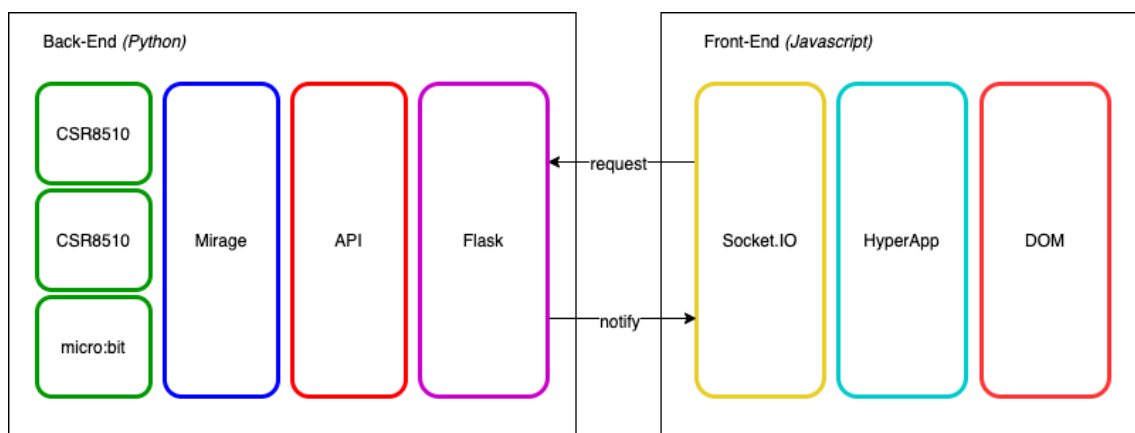 Back-End (Python)
Front-End (Javascript)
CSR8510
CSR8510
micro:bit
Mirage
API
Flask
request
notify
Socket.IO
HyperApp
DOM